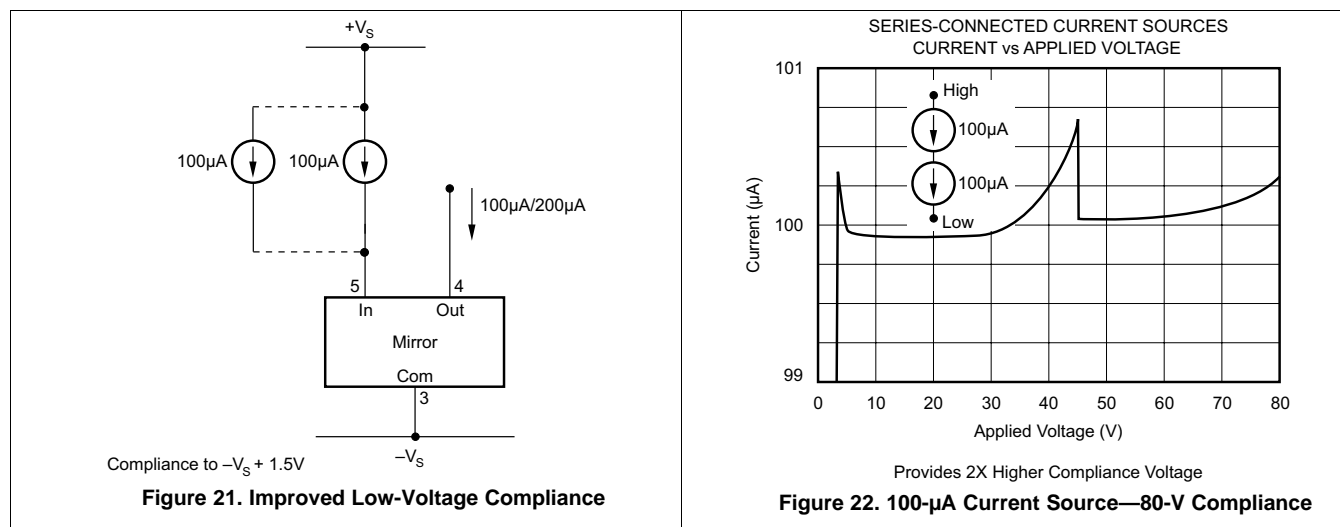 +VS
100µA
100µA
100µA/200µA
5
4
In
Out
Mirror
Com
3
–VS
Compliance to –VS + 1.5V
Figure 21. Improved Low-Voltage Compliance
SERIES-CONNECTED CURRENT SOURCES
CURRENT vs APPLIED VOLTAGE
101
100
99
Current (µA)
High
100µA
100µA
Low
0 10 20 30 40 50 60 70 80
Applied Voltage (V)
Provides 2X Higher Compliance Voltage
Figure 22. 100-µA Current Source—80-V Compliance